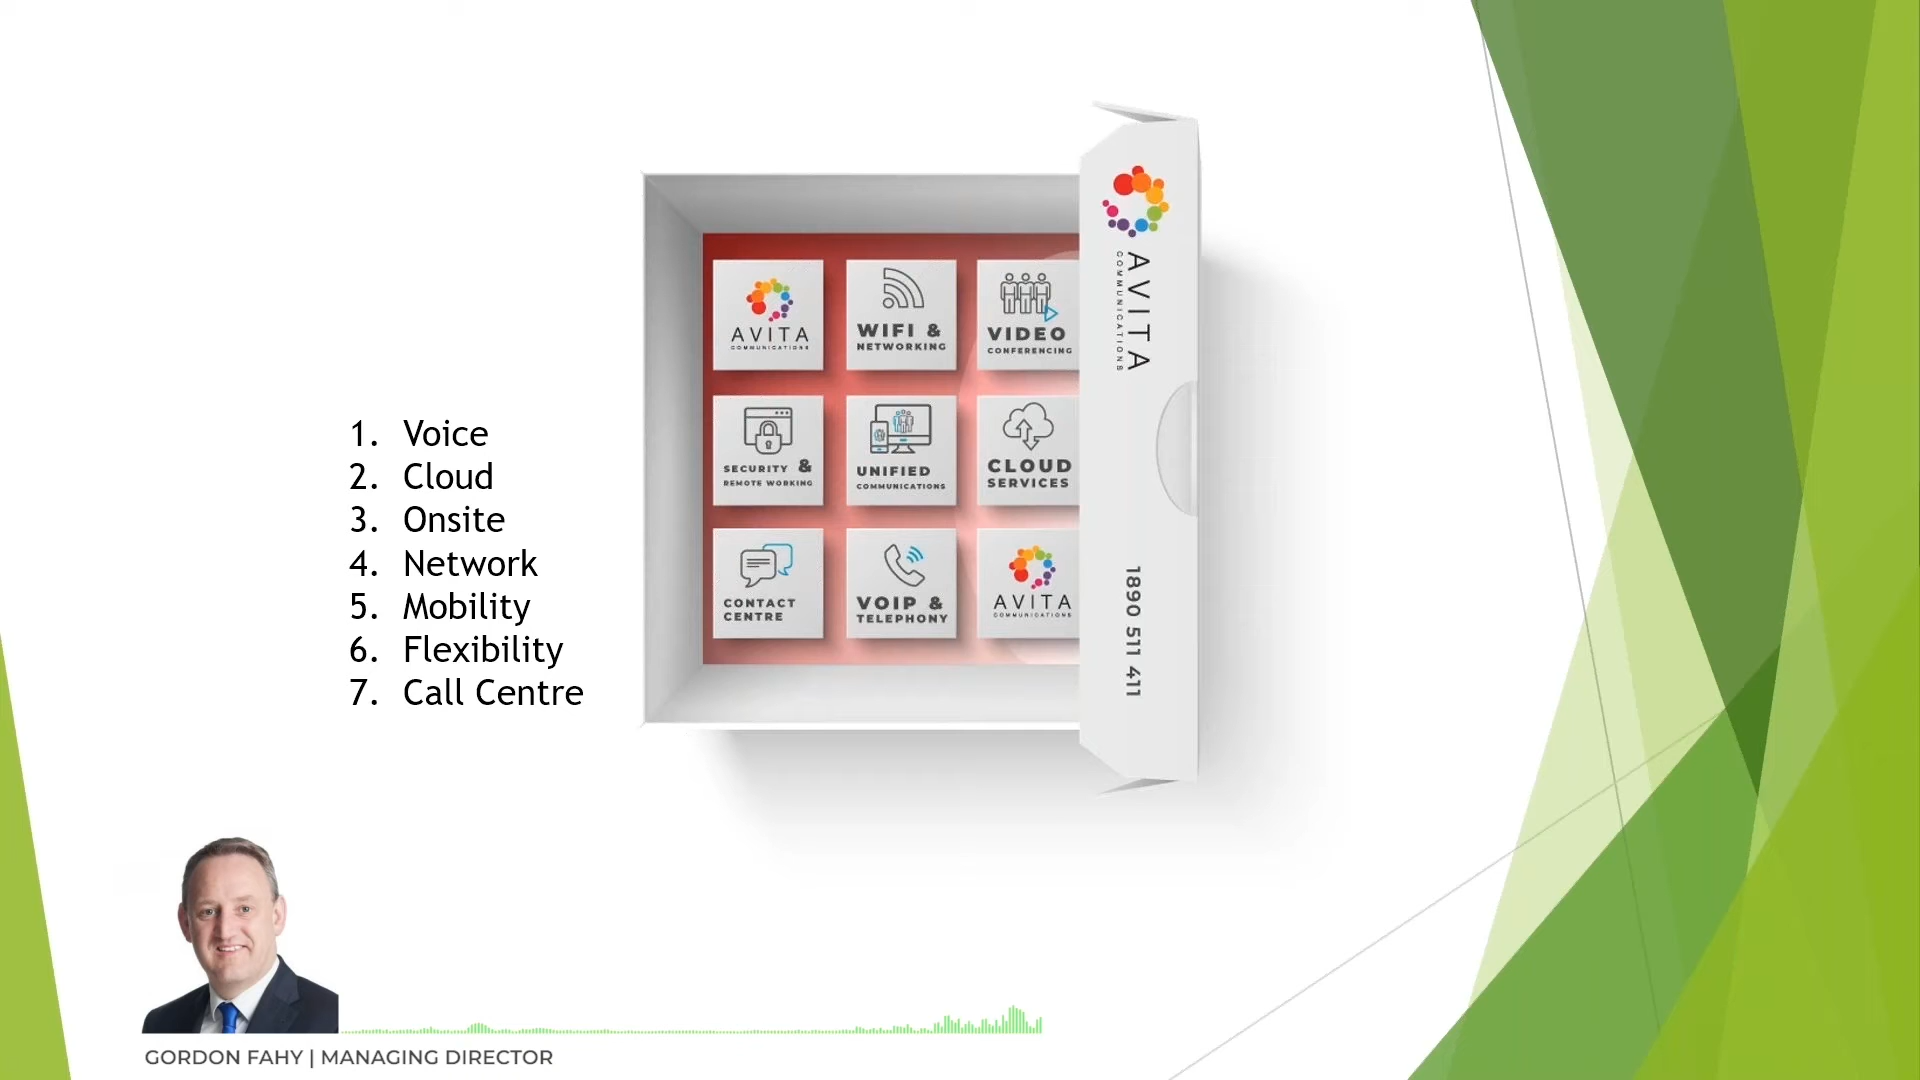 1. Voice
2. Cloud
3. Onsite
4. Network
5. Mobility
6. Flexibility
7. Call Centre
AVITA
COMMUNICATIONS
WIFI &
NETWORKING
VIDEO
CONFERENCING
SECURITY &
REMOTE WORKING
UNIFIED
COMMUNICATIONS
CLOUD
SERVICES
CONTACT
CENTRE
VOIP &
TELEPHONY
AVITA
COMMUNICATIONS
AVITA
COMMUNICATIONS
1890 511 411
GORDON FAHY | MANAGING DIRECTOR